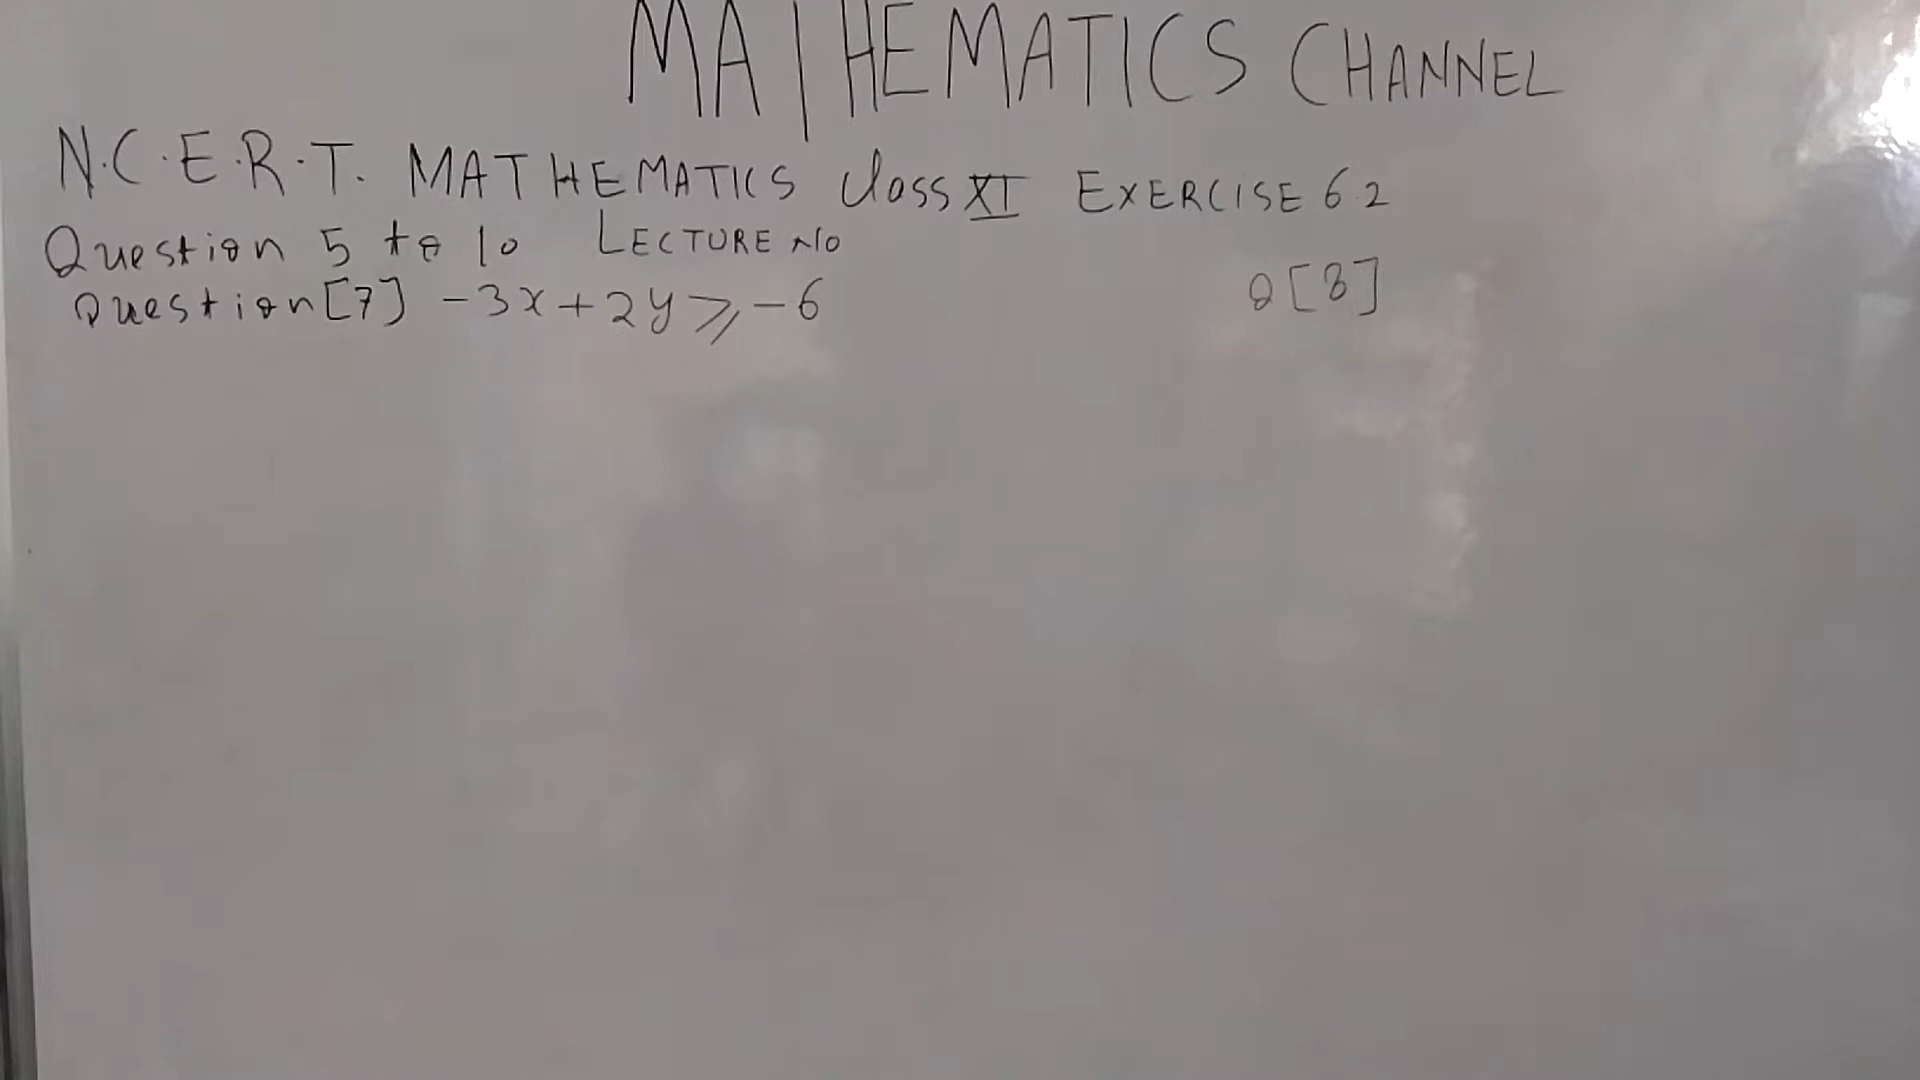 MATHEMATICS CHANNEL
N.C.E.R.T. MATHEMATICS Class XI EXERCISE 6.2
Question 5 to 10 LECTURE NO
Question[7] -3x+2y⩾-6 Q[8]